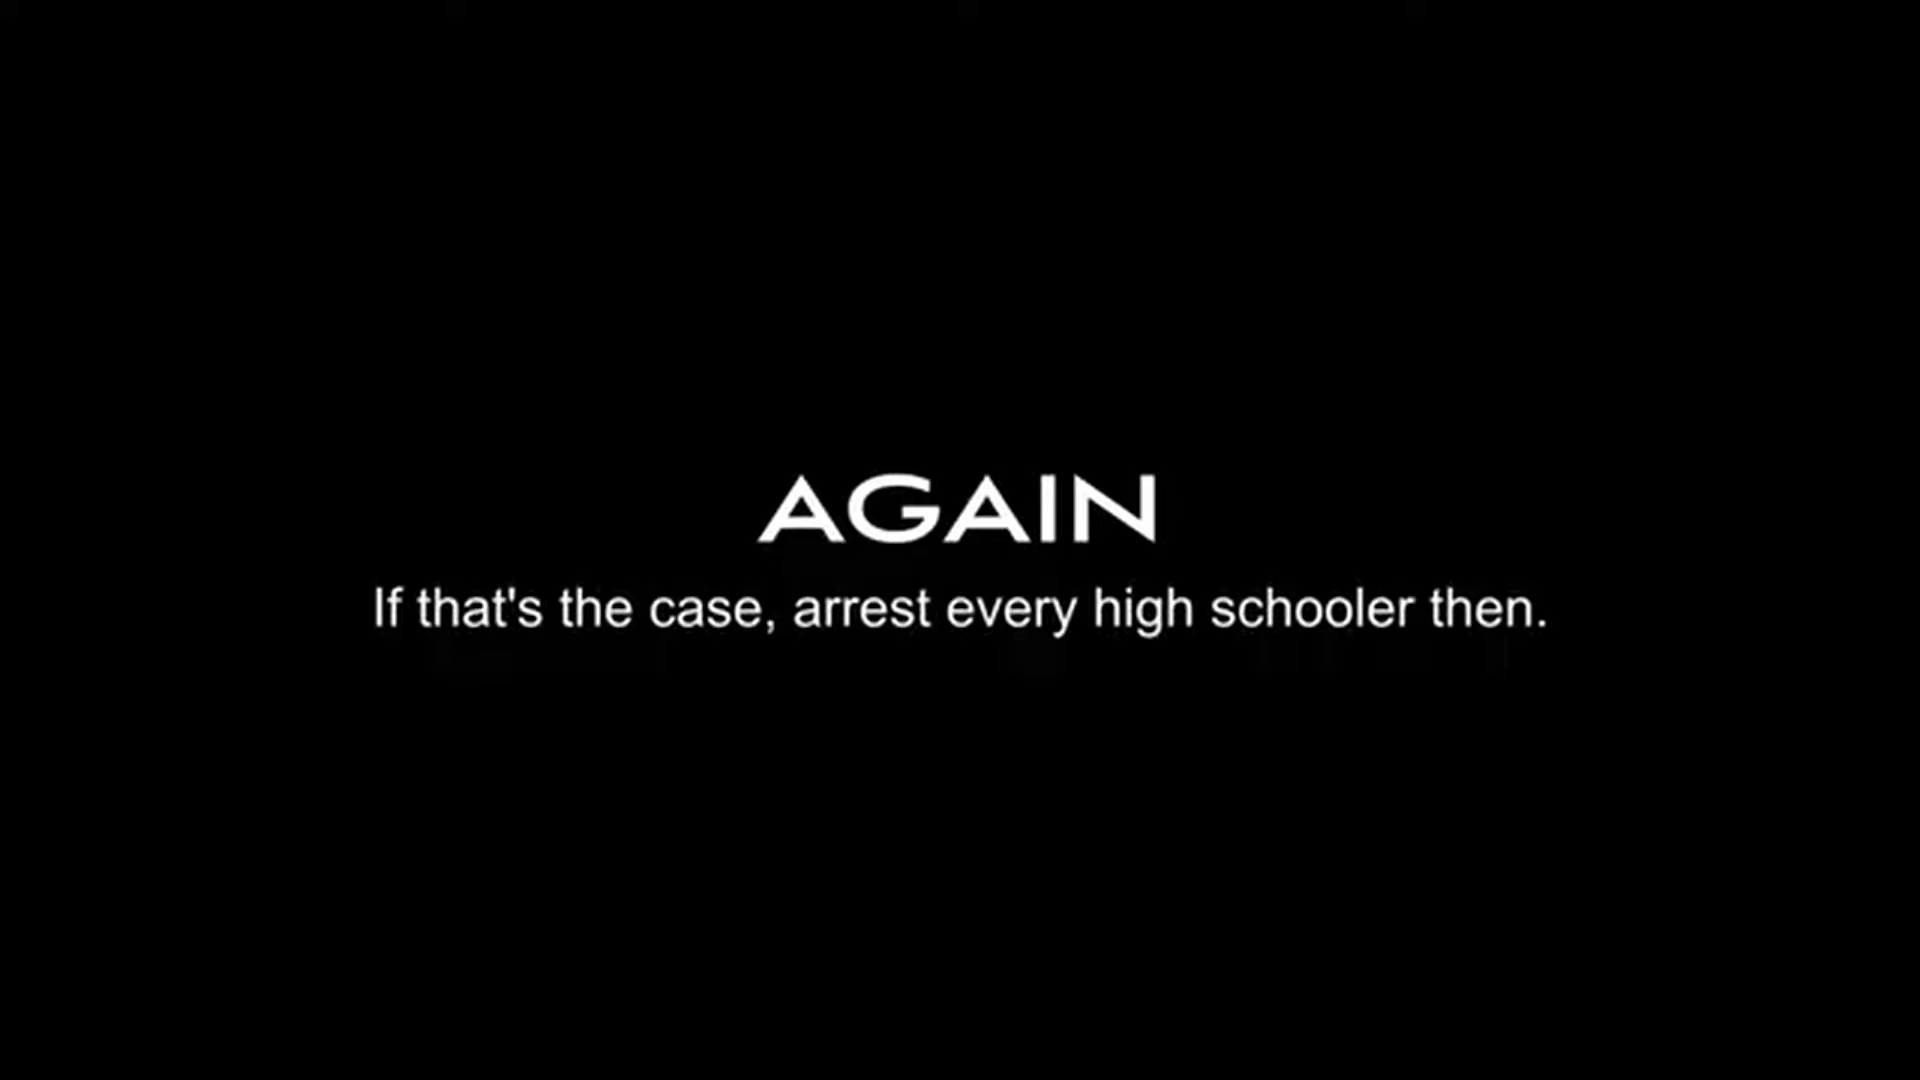 AGAIN
If that's the case, arrest every high schooler then.